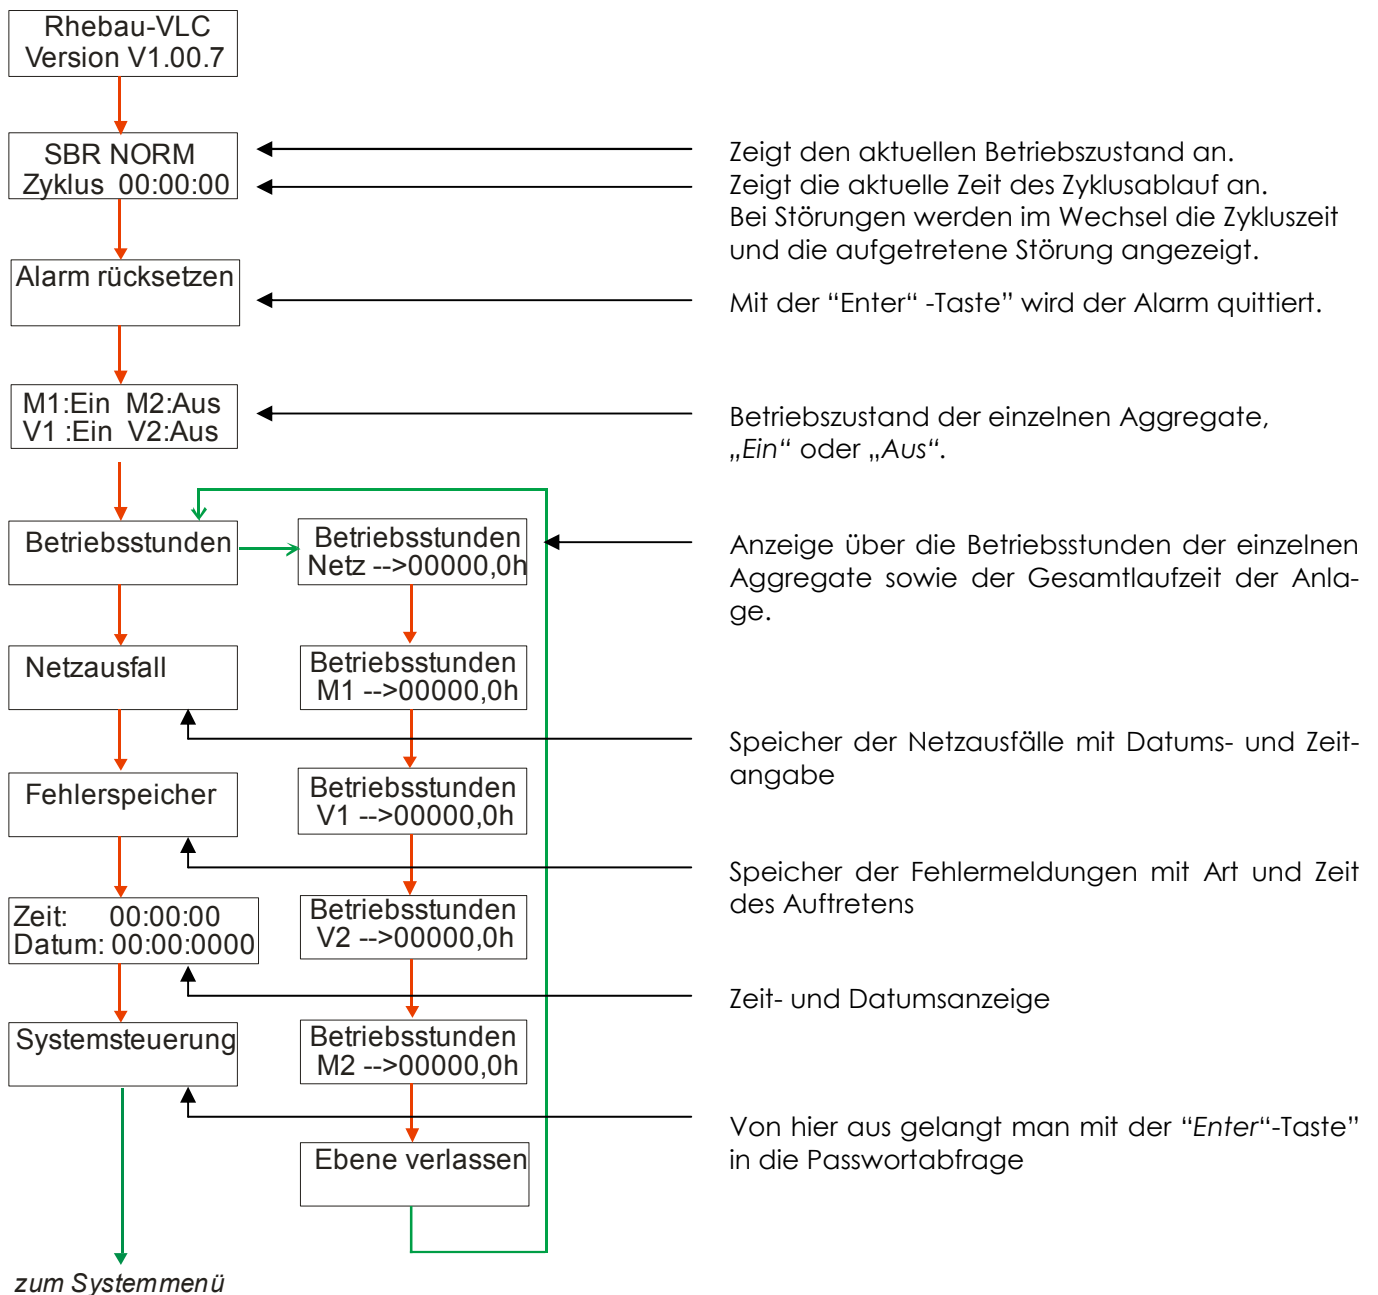 Rhebau-VLC
Version V1.00.7
SBR NORM
Zyklus 00:00:00
Zeigt den aktuellen Betriebszustand an.
Zeigt die aktuelle Zeit des Zyklusablauf an.
Bei Störungen werden im Wechsel die Zykluszeit
und die aufgetretene Störung angezeigt.
Alarm rücksetzen
Mit der “Enter“ -Taste” wird der Alarm quittiert.
M1:Ein M2:Aus
V1 :Ein V2:Aus
Betriebszustand der einzelnen Aggregate,
„Ein“ oder „Aus“.
Betriebsstunden
Betriebsstunden
Netz -->00000,0h
Anzeige über die Betriebsstunden der einzelnen
Aggregate sowie der Gesamtlaufzeit der Anla-
ge.
Netzausfall
Betriebsstunden
M1 -->00000,0h
Speicher der Netzausfälle mit Datums- und Zeit-
angabe
Fehlerspeicher
Betriebsstunden
V1 -->00000,0h
Speicher der Fehlermeldungen mit Art und Zeit
des Auftretens
Zeit: 00:00:00
Datum: 00:00:0000
Betriebsstunden
V2 -->00000,0h
Zeit- und Datumsanzeige
Systemsteuerung
Betriebsstunden
M2 -->00000,0h
Von hier aus gelangt man mit der “Enter“-Taste”
in die Passwortabfrage
Ebene verlassen
zum Systemmenü